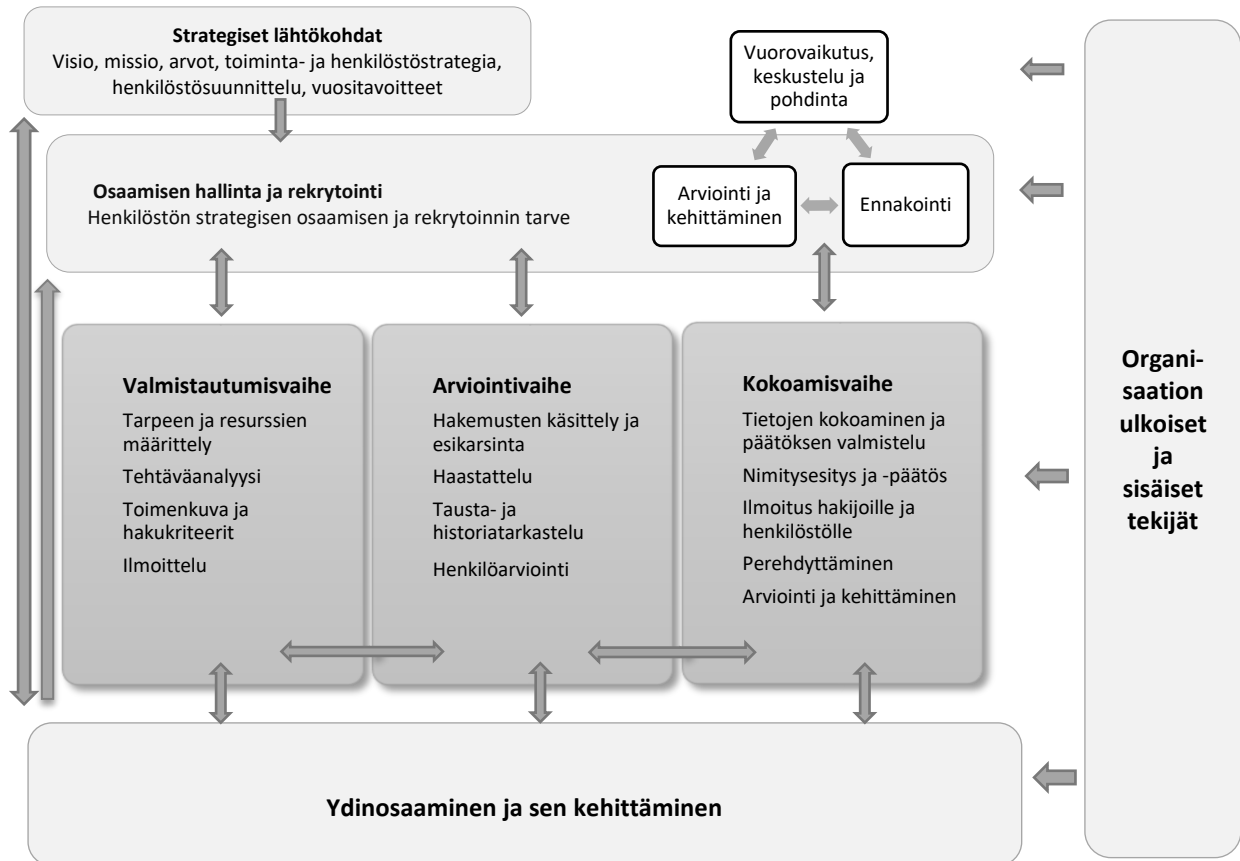 Strategiset lähtökohdat
Visio, missio, arvot, toiminta- ja henkilöstöstrategia,
henkilöstösuunnittelu, vuositavoitteet
Vuorovaikutus,
keskustelu ja
pohdinta
Osaamisen hallinta ja rekrytointi
Henkilöstön strategisen osaamisen ja rekrytoinnin tarve
Arviointi ja
kehittäminen
Ennakointi
Valmistautumisvaihe
Tarpeen ja resurssien
määrittely
Tehtäväanalyysi
Toimenkuva ja
hakukriteerit
Ilmoittelu
Arviointivaihe
Hakemusten käsittely ja
esikarsinta
Haastattelu
Tausta- ja
historiatarkastelu
Henkilöarviointi
Kokoamisvaihe
Tietojen kokoaminen ja
päätöksen valmistelu
Nimitysesitys ja -päätös
Ilmoitus hakijoille ja
henkilöstölle
Perehdyttäminen
Arviointi ja kehittäminen
Organi-
saation
ulkoiset
ja
sisäiset
tekijät
Ydinosaaminen ja sen kehittäminen